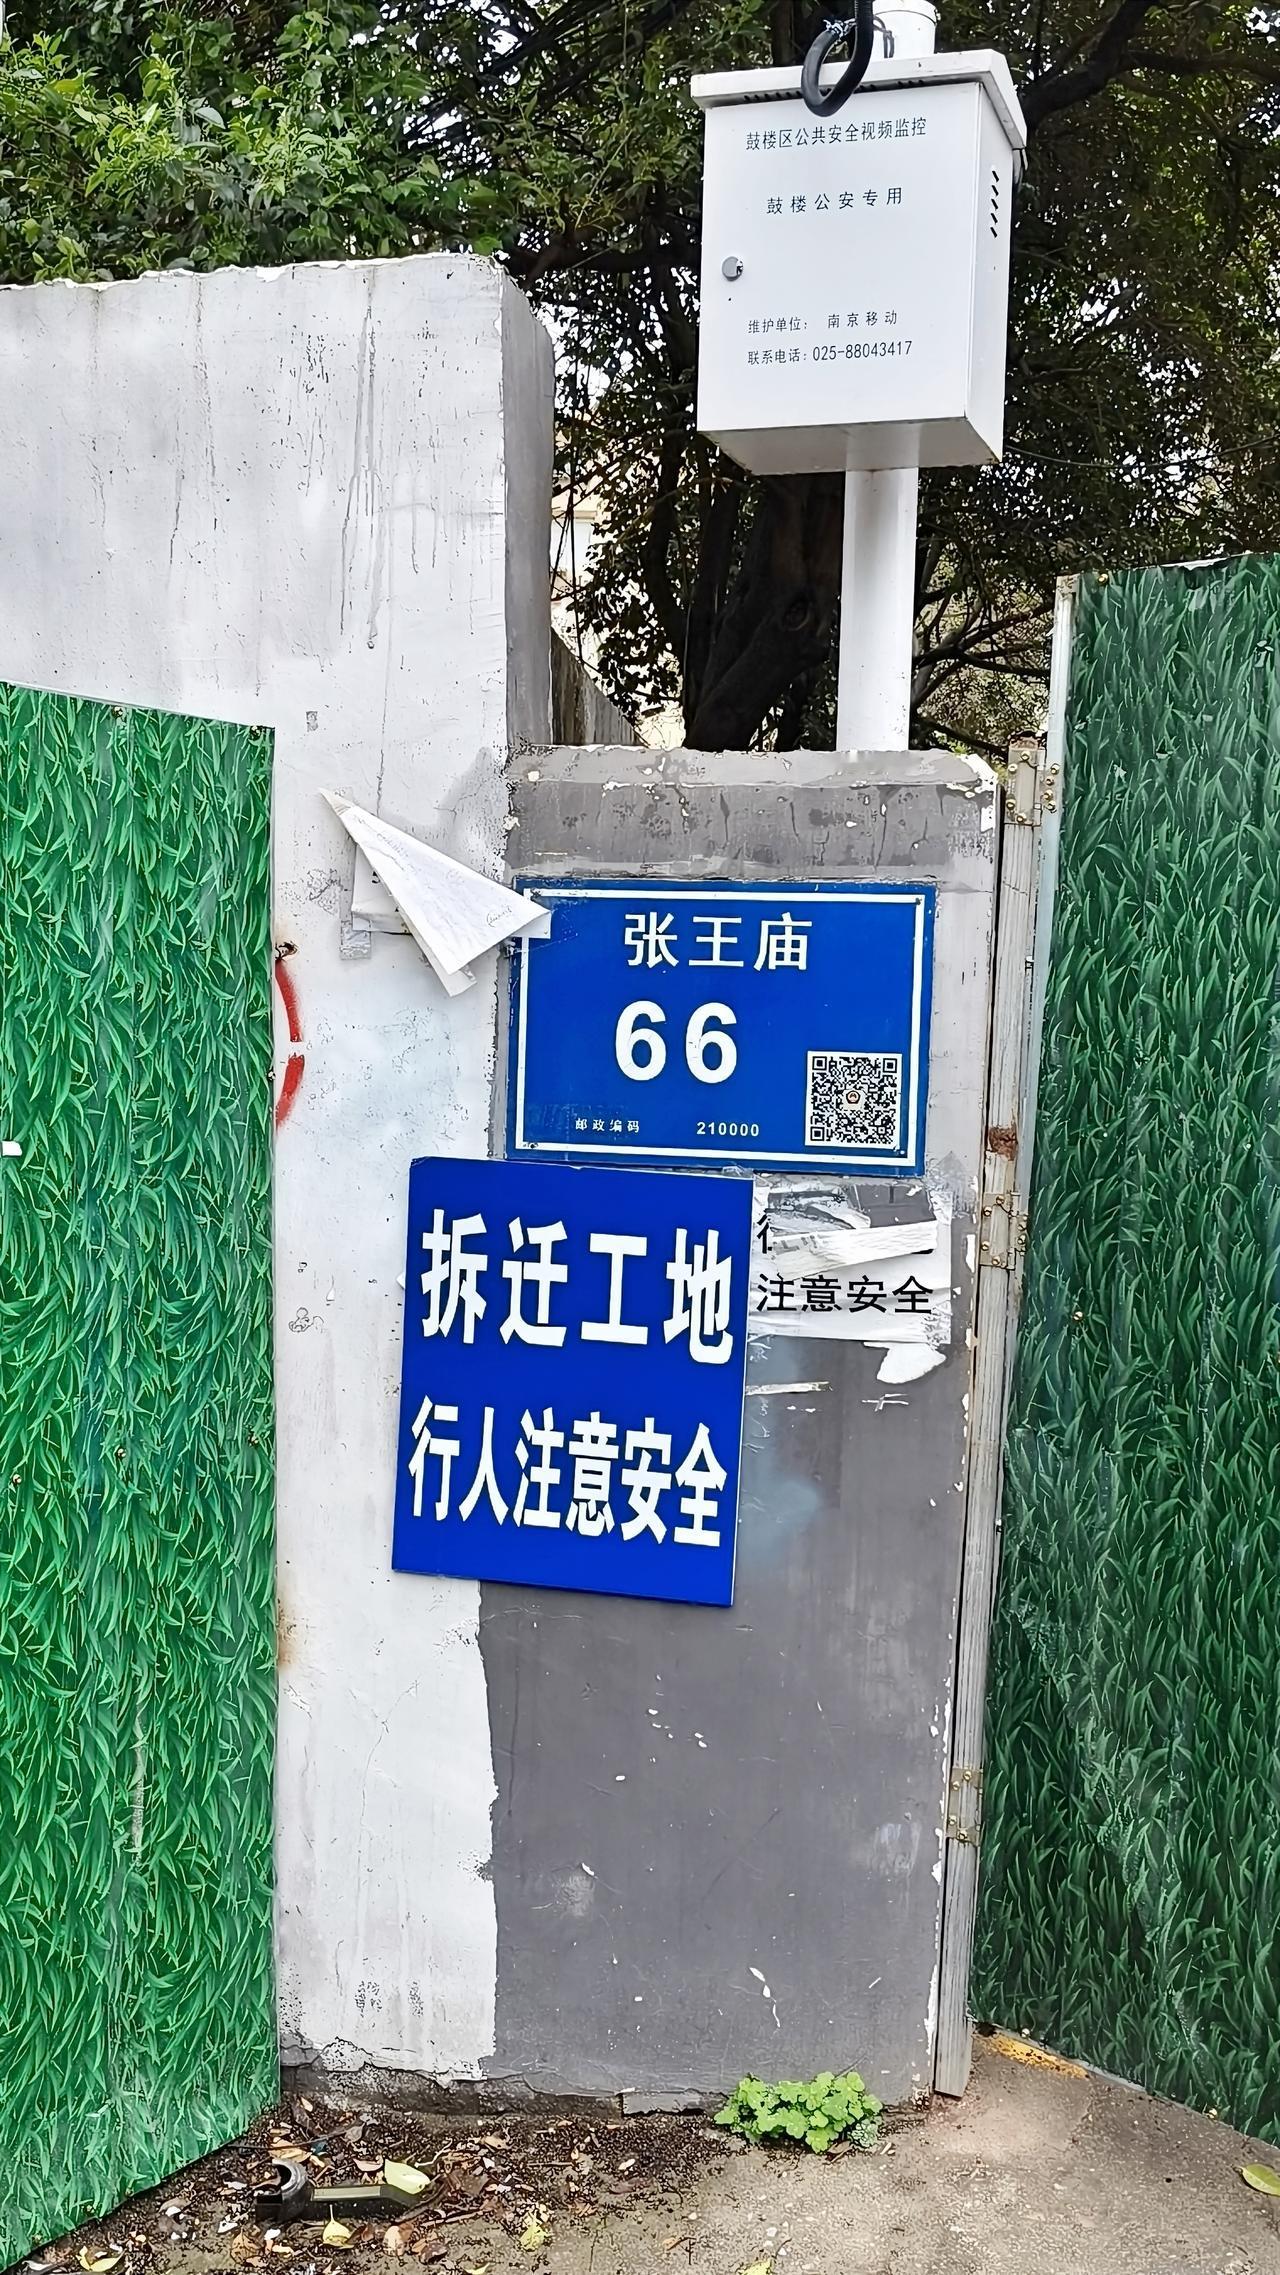 鼓楼区公共安全视频监控
鼓楼公安专用
维护单位： 南京移动
联系电话：025-88043417
张王庙
66
邮政编码 210000
拆迁工地
行人注意安全
注意安全